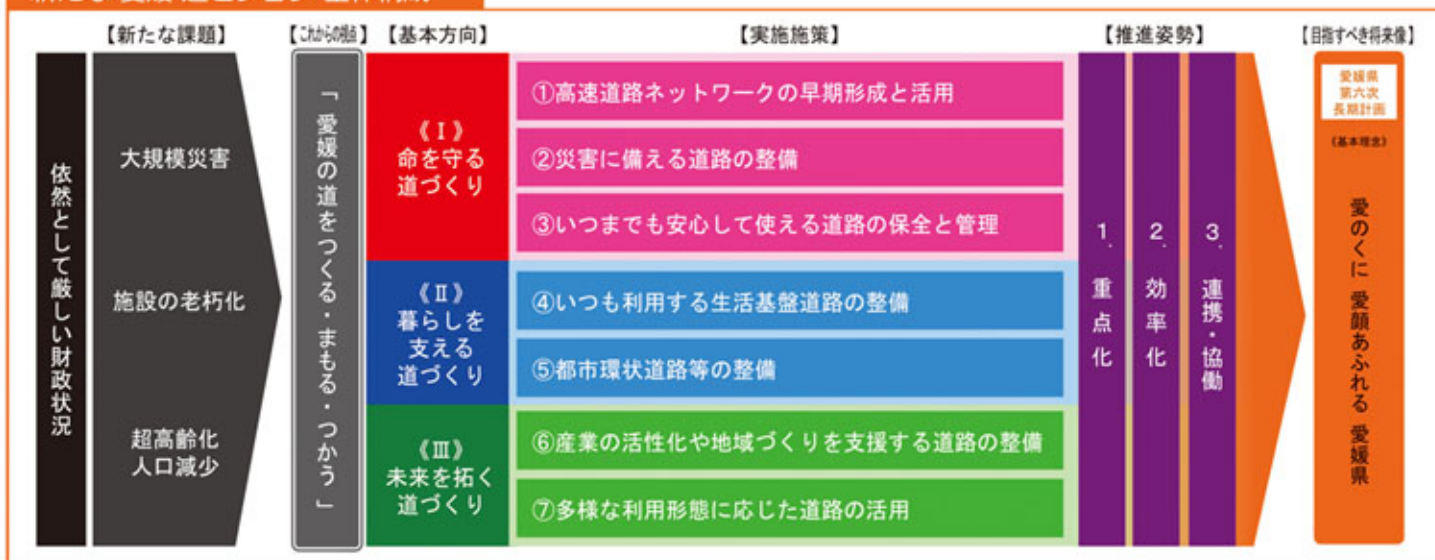 【新たな課題】
【これからの視点】
【基本方向】
【実施施策】
【推進姿勢】
【目指すべき将来像】
依然として厳しい財政状況
大規模災害
施設の老朽化
超高齢化
人口減少
「愛媛の道をつくる・まもる・つかう」
《Ⅰ》
命を守る
道づくり
①高速道路ネットワークの早期形成と活用
②災害に備える道路の整備
③いつまでも安心して使える道路の保全と管理
《Ⅱ》
暮らしを
支える
道づくり
④いつも利用する生活基盤道路の整備
⑤都市環状道路等の整備
《Ⅲ》
未来を拓く
道づくり
⑥産業の活性化や地域づくりを支援する道路の整備
⑦多様な利用形態に応じた道路の活用
1．重点化
2．効率化
3．連携・協働
愛媛県
第六次
長期計画
《基本理念》
愛のくに 愛顔あふれる 愛媛県